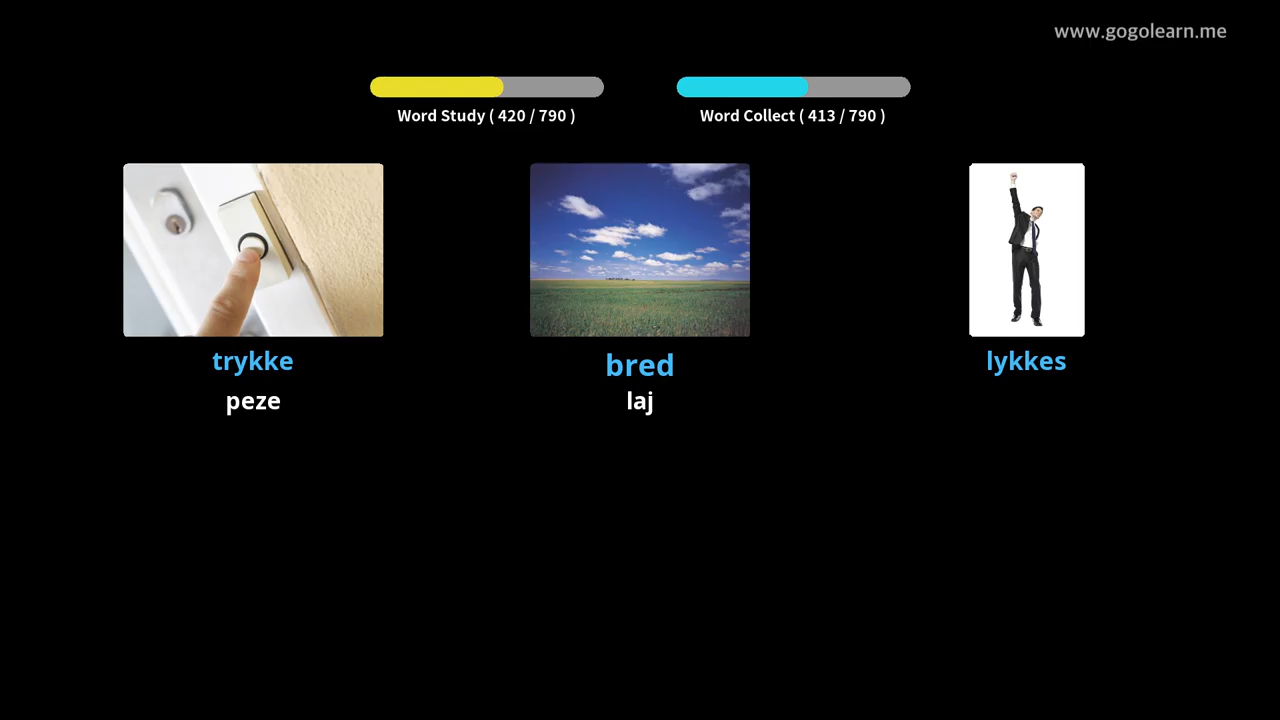 www.gogolearn.me
Word Study ( 420 / 790 )
Word Collect ( 413 / 790 )
trykke
peze
bred
laj
lykkes